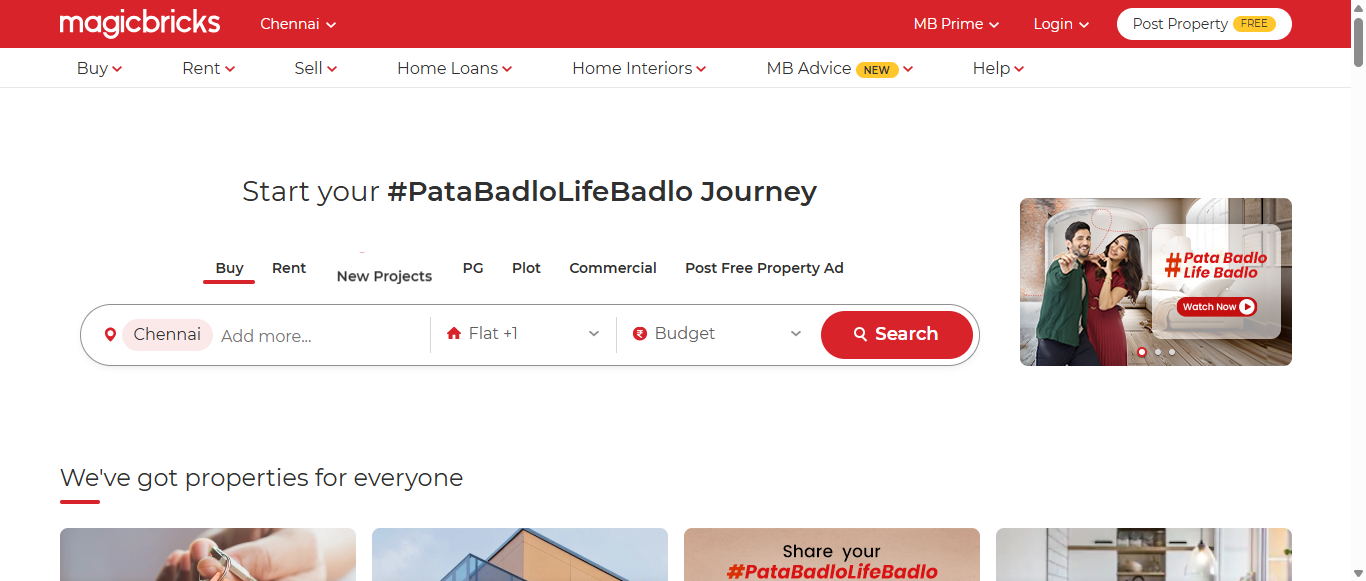 magicbricks Chennai MB Prime Login Post Property FREE
Buy Rent Sell Home Loans Home Interiors MB Advice NEW Help
Start your #PataBadloLifeBadlo Journey
Buy Rent New Projects PG Plot Commercial Post Free Property Ad
Chennai Add more... Flat +1 Budget Search
#Pata Badlo
Life Badlo
Watch Now
We've got properties for everyone
Share your
#PataBadloLifeBadlo